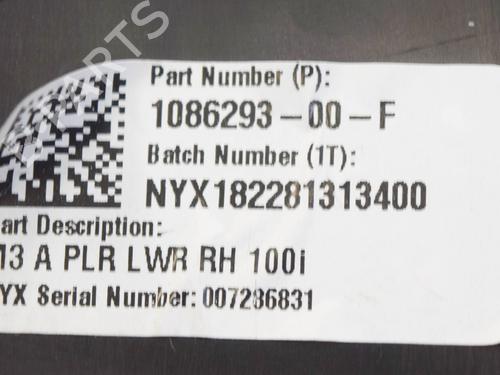 Part Number (P):
1086293-00-F
Batch Number (1T):
NYX182281313400
art Description:
13 A PLR LWR RH 100i
YX Serial Number: 007286831
PARTS